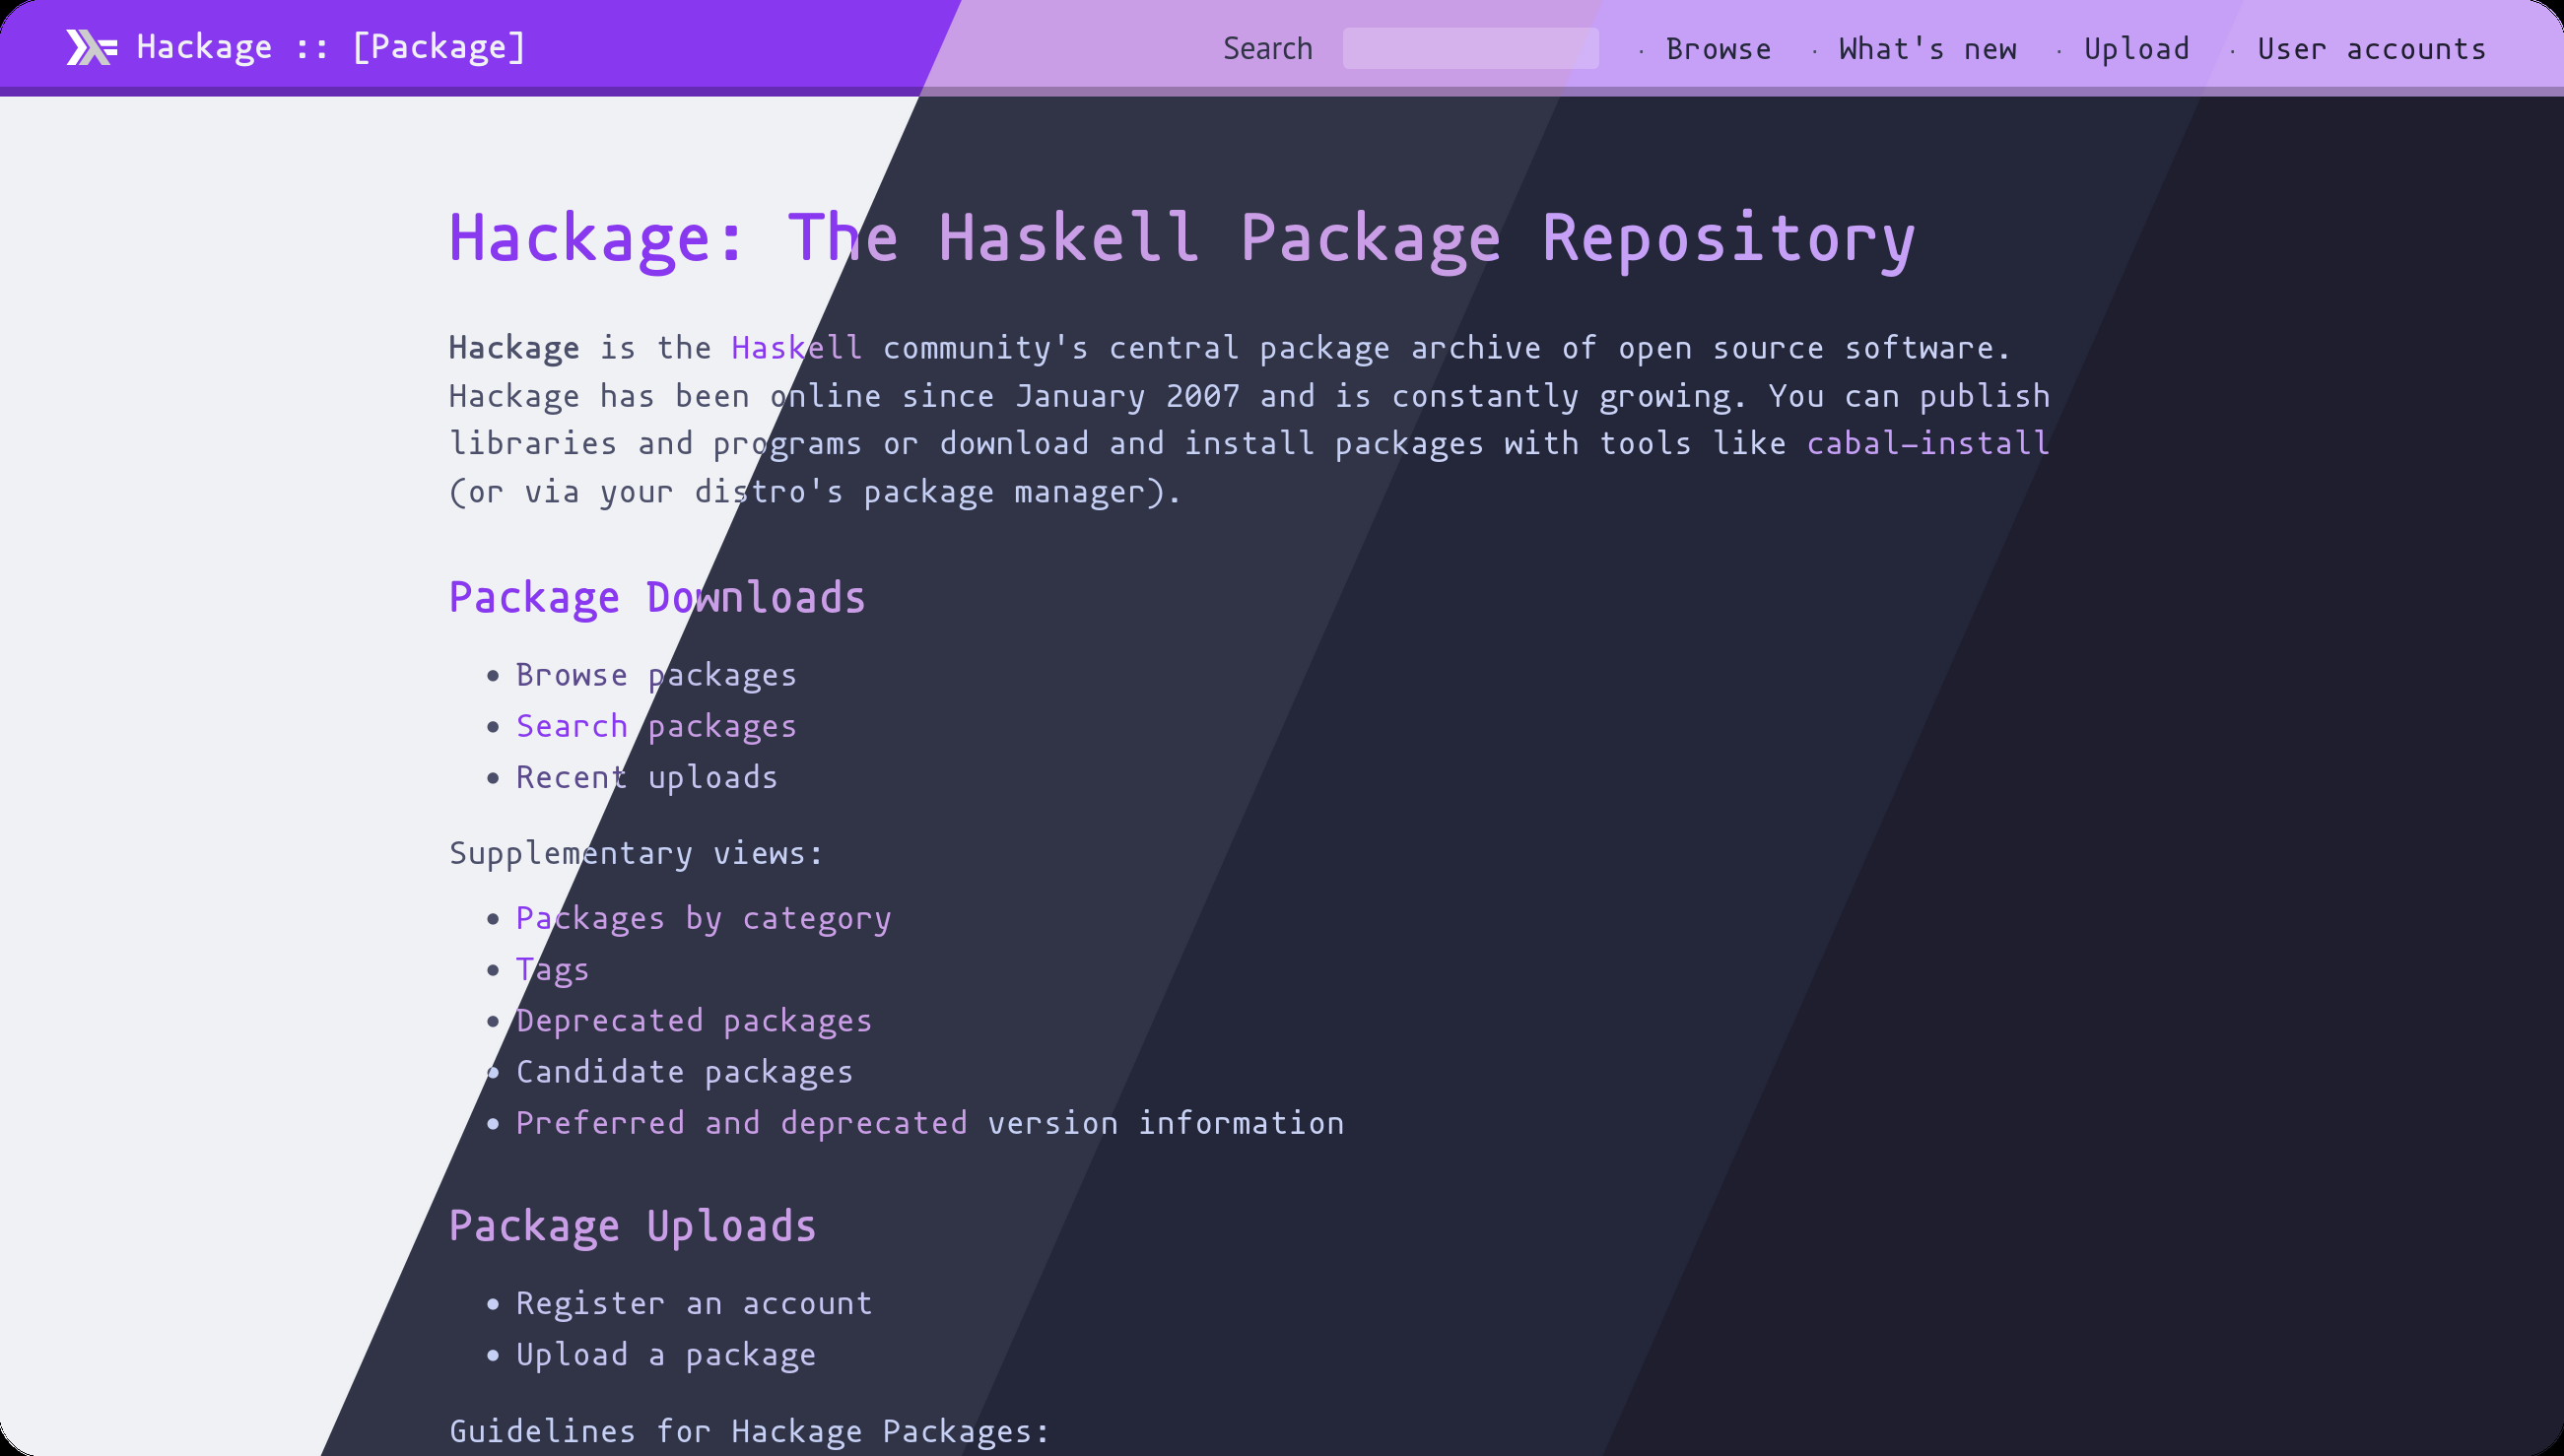 Hackage :: [Package]
Search · Browse · What's new · Upload · User accounts
Hackage: The Haskell Package Repository
Hackage is the Haskell community's central package archive of open source software.
Hackage has been online since January 2007 and is constantly growing. You can publish
libraries and programs or download and install packages with tools like cabal-install
(or via your distro's package manager).
Package Downloads
• Browse packages
• Search packages
• Recent uploads
Supplementary views:
• Packages by category
• Tags
• Deprecated packages
• Candidate packages
• Preferred and deprecated version information
Package Uploads
• Register an account
• Upload a package
Guidelines for Hackage Packages: